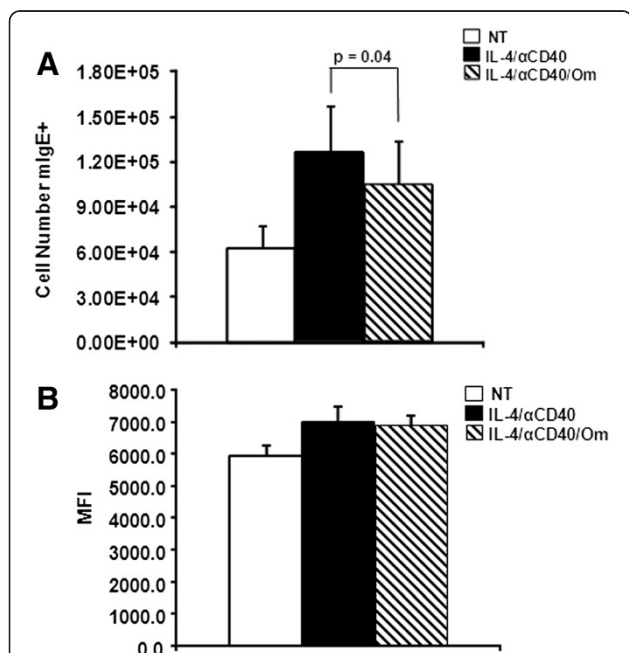 A
NT
IL-4/αCD40
IL-4/αCD40/Om
p = 0.04
Cell Number mIgE+
1.80E+05
1.50E+05
1.20E+05
9.00E+04
6.00E+04
3.00E+04
0.00E+00
B
NT
IL-4/αCD40
IL-4/αCD40/Om
MFI
8000.0
7000.0
6000.0
5000.0
4000.0
3000.0
2000.0
1000.0
0.0